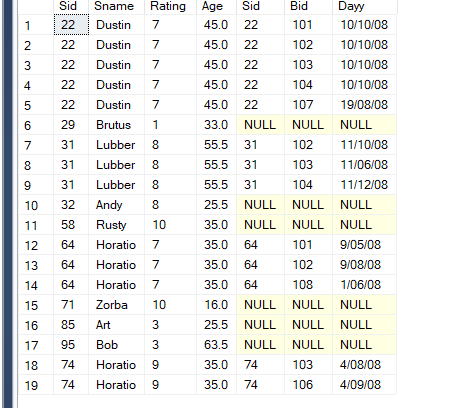 Sid Sname Rating Age Sid Bid Dayy
1 22 Dustin 7 45.0 22 101 10/10/08
2 22 Dustin 7 45.0 22 102 10/10/08
3 22 Dustin 7 45.0 22 103 10/10/08
4 22 Dustin 7 45.0 22 104 10/10/08
5 22 Dustin 7 45.0 22 107 19/08/08
6 29 Brutus 1 33.0 NULL NULL NULL
7 31 Lubber 8 55.5 31 102 11/10/08
8 31 Lubber 8 55.5 31 103 11/06/08
9 31 Lubber 8 55.5 31 104 11/12/08
10 32 Andy 8 25.5 NULL NULL NULL
11 58 Rusty 10 35.0 NULL NULL NULL
12 64 Horatio 7 35.0 64 101 9/05/08
13 64 Horatio 7 35.0 64 102 9/08/08
14 64 Horatio 7 35.0 64 108 1/06/08
15 71 Zorba 10 16.0 NULL NULL NULL
16 85 Art 3 25.5 NULL NULL NULL
17 95 Bob 3 63.5 NULL NULL NULL
18 74 Horatio 9 35.0 74 103 4/08/08
19 74 Horatio 9 35.0 74 106 4/09/08